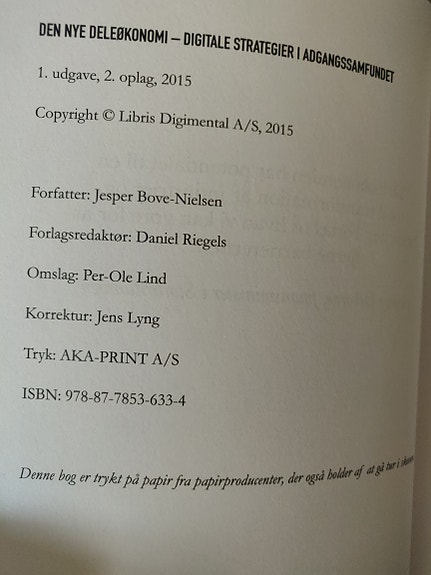 DEN NYE DELEØKONOMI – DIGITALE STRATEGIER I ADGANGSSAMFUNDET
1. udgave, 2. oplag, 2015
Copyright © Libris Digimental A/S, 2015
Forfatter: Jesper Bove-Nielsen
Forlagsredaktør: Daniel Riegels
Omslag: Per-Ole Lind
Korrektur: Jens Lyng
Tryk: AKA-PRINT A/S
ISBN: 978-87-7853-633-4
Denne bog er trykt på papir fra papirproducenter, der også holder af at gå tur i skoven